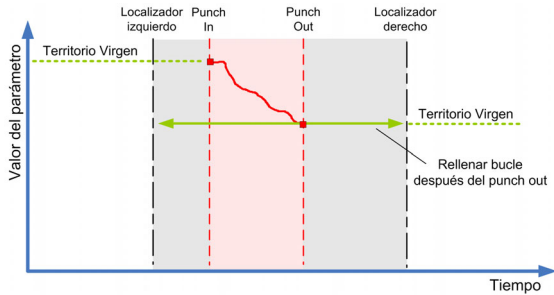 Localizador
izquierdo
Punch
In
Punch
Out
Localizador
derecho
Territorio Virgen
Territorio Virgen
Rellenar bucle
después del punch out
Valor del parámetro
Tiempo